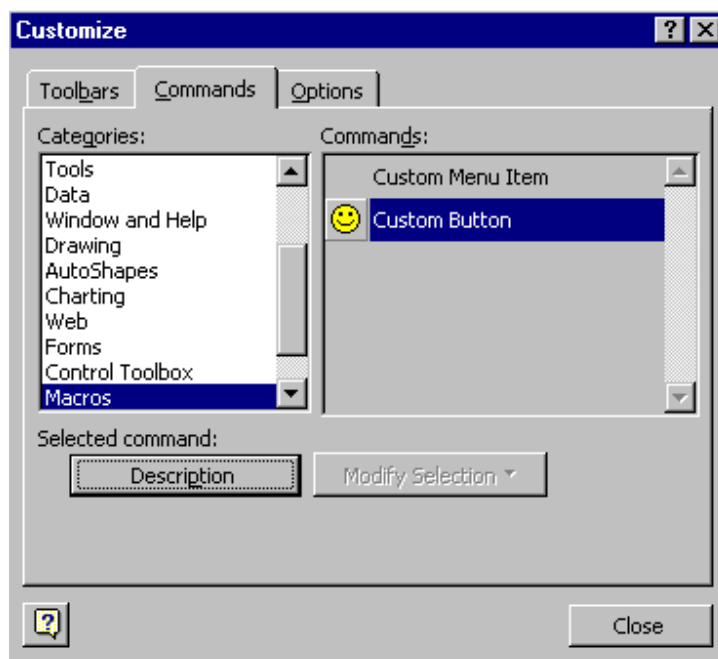 Customize
Toolbars Commands Options
Categories:
Tools
Data
Window and Help
Drawing
AutoShapes
Charting
Web
Forms
Control Toolbox
Macros
Commands:
Custom Menu Item
Custom Button
Selected command:
Description Modify Selection
Close